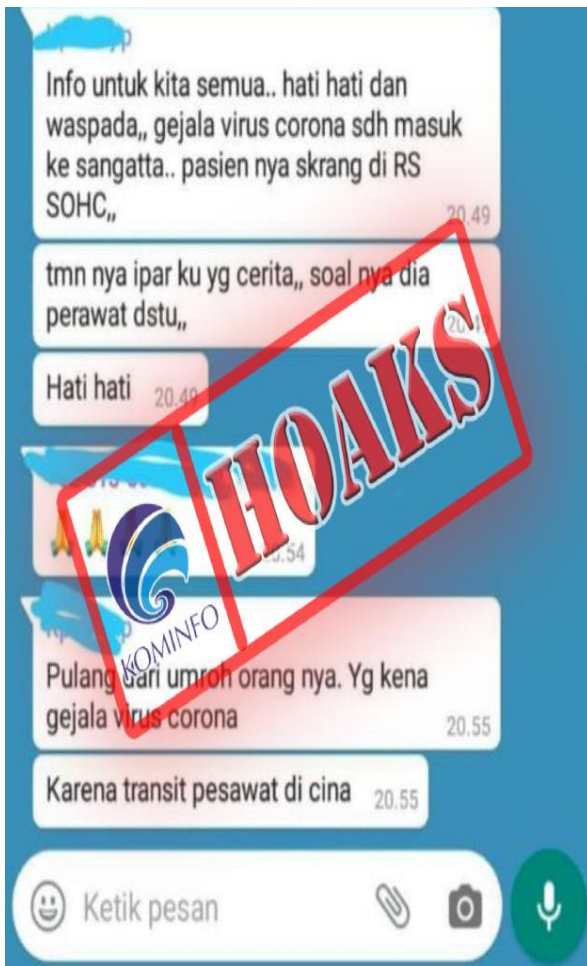 Info untuk kita semua.. hati hati dan
waspada,, gejala virus corona sdh masuk
ke sangatta.. pasien nya skrang di RS
SOHC,,
20.49
tmn nya ipar ku yg cerita,, soal nya dia
perawat dstu,,
20.49
Hati hati
20.49
HOAKS
KOMINFO
Pulang dari umroh orang nya. Yg kena
gejala virus corona
20.55
Karena transit pesawat di cina
20.55
Ketik pesan